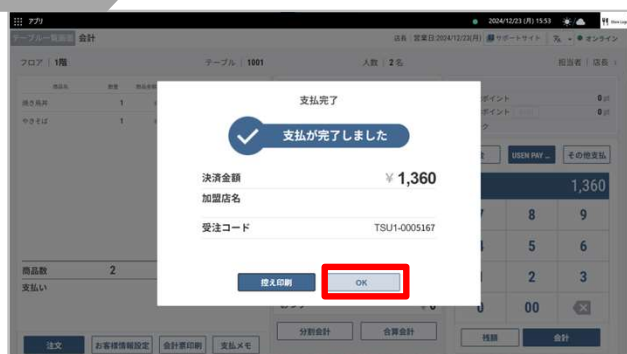 アプリ
2024/12/23 (月) 15:53
テーブル一覧画面 会計
店長 営業日:2024/12/23(月) サポートサイト オンライン
フロア 1階 テーブル 1001 人数 2 名 担当者 店長
商品名 数量
焼き鳥丼 1
やきそば 1
支払完了
支払が完了しました
決済金額 ¥ 1,360
加盟店名
受注コード TSU1-0005167
控え印刷 OK
ポイント 0 pt
ポイント 0 pt
USEN PAY ... その他支払
1,360
8 9
5 6
2 3
0 00
商品数 2
支払い
注文 お客様情報設定 会計票印刷 支払メモ
分割会計 合算会計
残額 会計